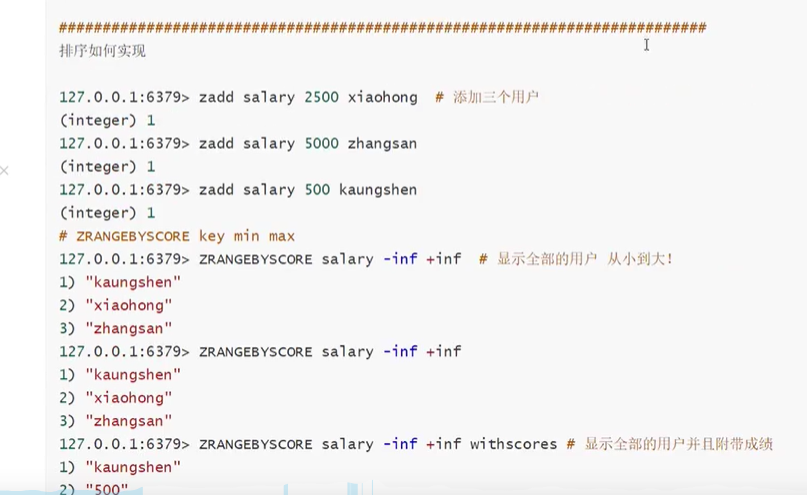 ##########################################################################
排序如何实现
127.0.0.1:6379> zadd salary 2500 xiaohong  # 添加三个用户
(integer) 1
127.0.0.1:6379> zadd salary 5000 zhangsan
(integer) 1
127.0.0.1:6379> zadd salary 500 kaungshen
(integer) 1
# ZRANGEBYSCORE key min max
127.0.0.1:6379> ZRANGEBYSCORE salary -inf +inf  # 显示全部的用户 从小到大！
1) "kaungshen"
2) "xiaohong"
3) "zhangsan"
127.0.0.1:6379> ZRANGEBYSCORE salary -inf +inf
1) "kaungshen"
2) "xiaohong"
3) "zhangsan"
127.0.0.1:6379> ZRANGEBYSCORE salary -inf +inf withscores # 显示全部的用户并且附带成绩
1) "kaungshen"
2) "500"